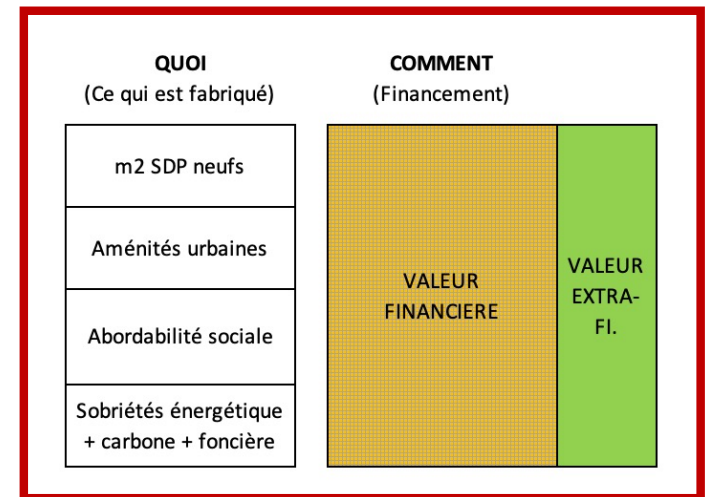 QUOI
(Ce qui est fabriqué)
COMMENT
(Financement)
m2 SDP neufs
Aménités urbaines
Abordabilité sociale
Sobriétés énergétique
+ carbone + foncière
VALEUR
FINANCIERE
VALEUR
EXTRA-
FI.